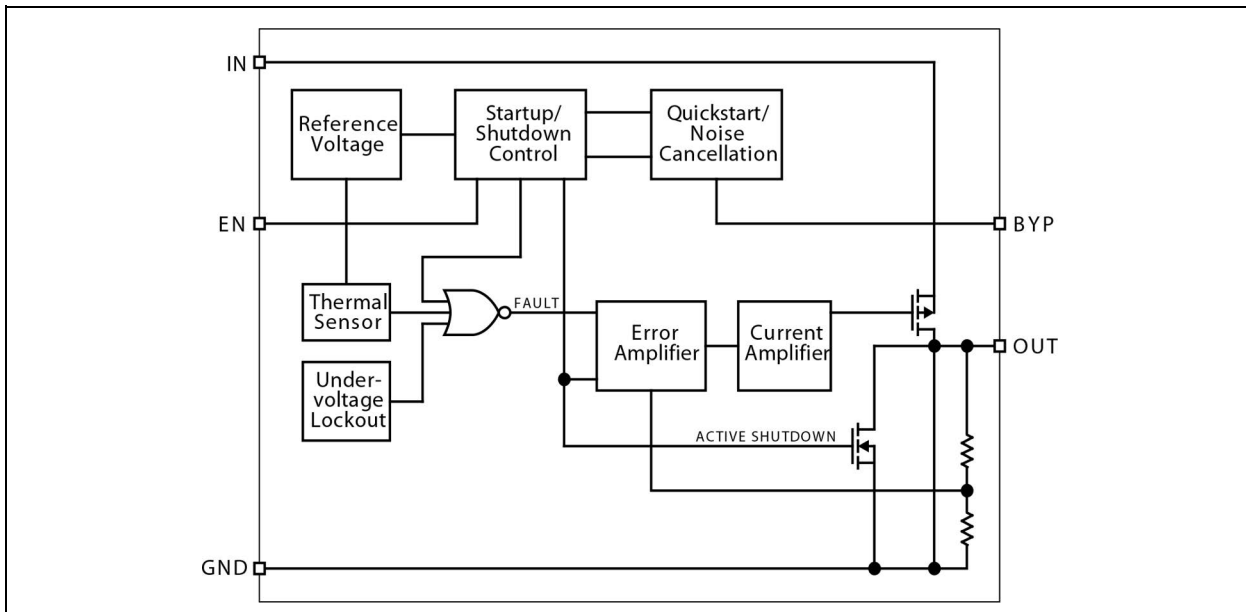 IN
Reference
Voltage
Startup/
Shutdown
Control
Quickstart/
Noise
Cancellation
EN
BYP
Thermal
Sensor
FAULT
Error
Amplifier
Current
Amplifier
OUT
Under-
voltage
Lockout
ACTIVE SHUTDOWN
GND